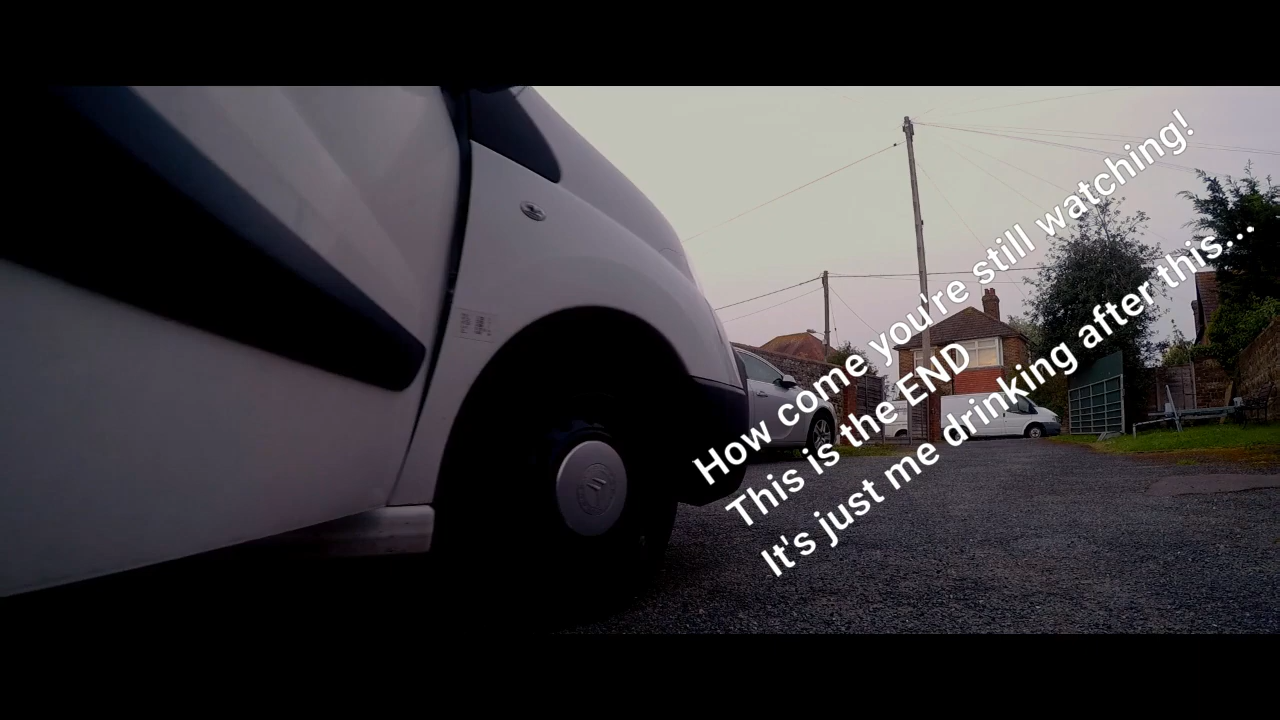 How come you're still watching!
This is the END
It's just me drinking after this...